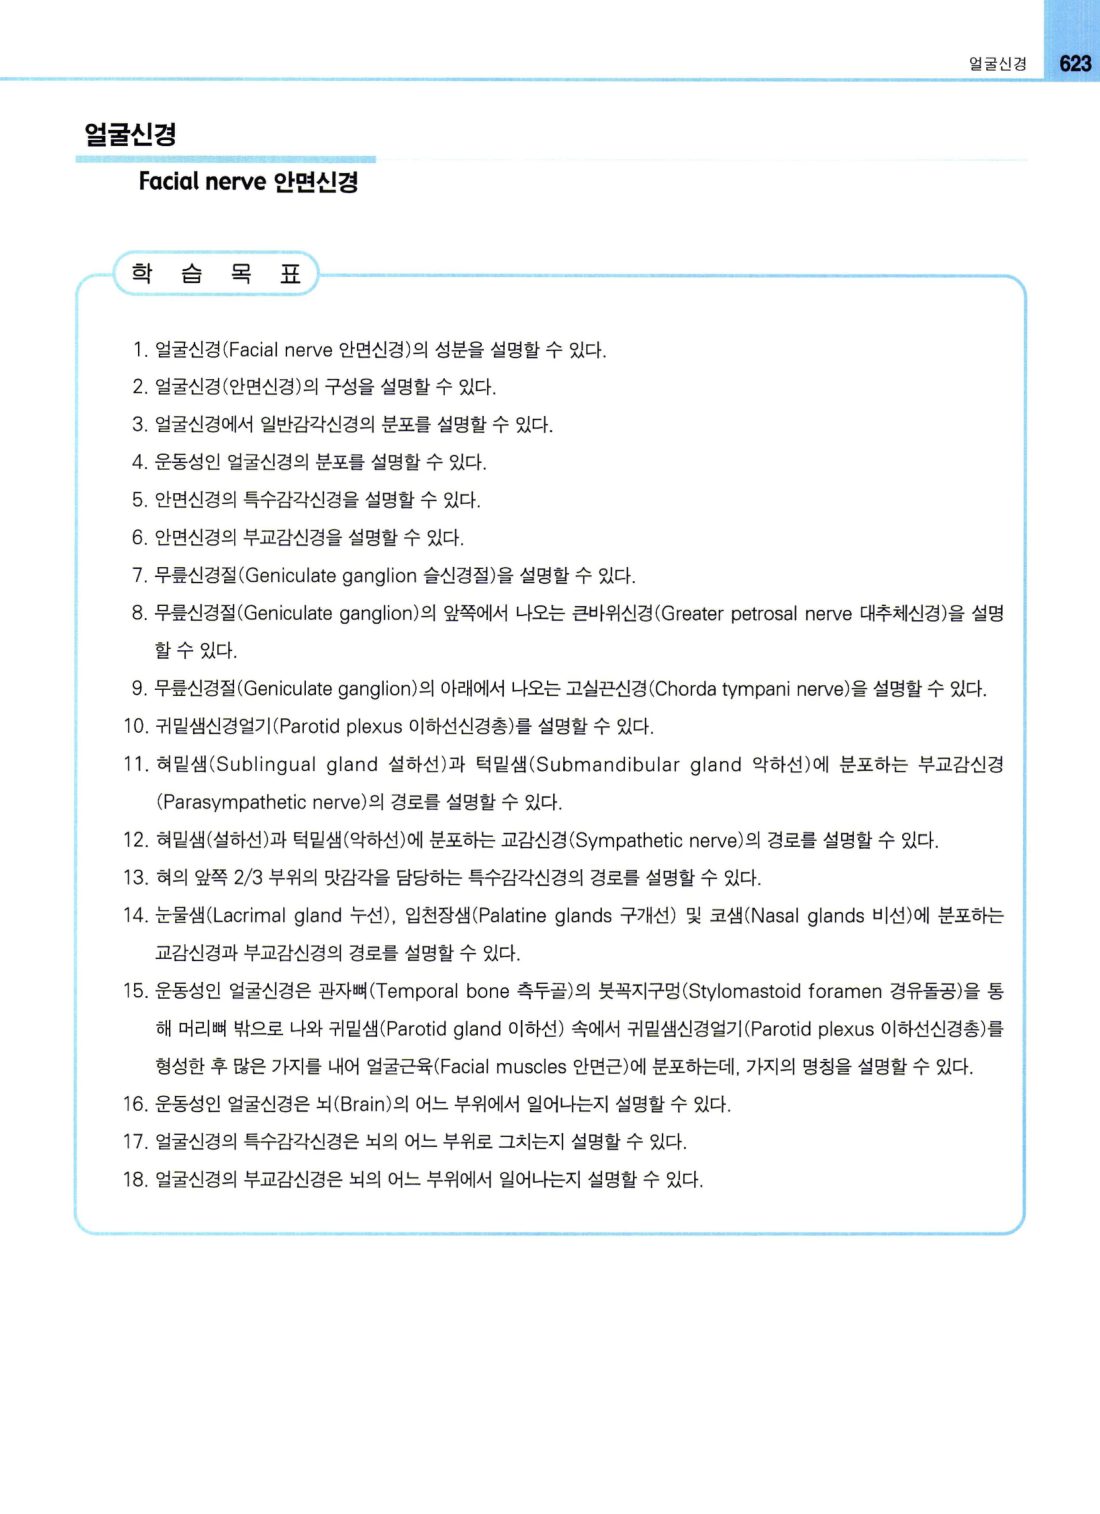 얼굴신경 623
얼굴신경
Facial nerve 안면신경
학 습 목 표
1. 얼굴신경(Facial nerve 안면신경)의 성분을 설명할 수 있다.
2. 얼굴신경(안면신경)의 구성을 설명할 수 있다.
3. 얼굴신경에서 일반감각신경의 분포를 설명할 수 있다.
4. 운동성인 얼굴신경의 분포를 설명할 수 있다.
5. 안면신경의 특수감각신경을 설명할 수 있다.
6. 안면신경의 부교감신경을 설명할 수 있다.
7. 무릎신경절(Geniculate ganglion 슬신경절)을 설명할 수 있다.
8. 무릎신경절(Geniculate ganglion)의 앞쪽에서 나오는 큰바위신경(Greater petrosal nerve 대추체신경)을 설명
할 수 있다.
9. 무릎신경절(Geniculate ganglion)의 아래에서 나오는 고실끈신경(Chorda tympani nerve)을 설명할 수 있다.
10. 귀밑샘신경얼기(Parotid plexus 이하선신경총)를 설명할 수 있다.
11. 혀밑샘(Sublingual gland 설하선)과 턱밑샘(Submandibular gland 악하선)에 분포하는 부교감신경
(Parasympathetic nerve)의 경로를 설명할 수 있다.
12. 혀밑샘(설하선)과 턱밑샘(악하선)에 분포하는 교감신경(Sympathetic nerve)의 경로를 설명할 수 있다.
13. 혀의 앞쪽 2/3 부위의 맛감각을 담당하는 특수감각신경의 경로를 설명할 수 있다.
14. 눈물샘(Lacrimal gland 누선), 입천장샘(Palatine glands 구개선) 및 코샘(Nasal glands 비선)에 분포하는
교감신경과 부교감신경의 경로를 설명할 수 있다.
15. 운동성인 얼굴신경은 관자뼈(Temporal bone 측두골)의 붓꼭지구멍(Stylomastoid foramen 경유돌공)을 통
해 머리뼈 밖으로 나와 귀밑샘(Parotid gland 이하선) 속에서 귀밑샘신경얼기(Parotid plexus 이하선신경총)를
형성한 후 많은 가지를 내어 얼굴근육(Facial muscles 안면근)에 분포하는데, 가지의 명칭을 설명할 수 있다.
16. 운동성인 얼굴신경은 뇌(Brain)의 어느 부위에서 일어나는지 설명할 수 있다.
17. 얼굴신경의 특수감각신경은 뇌의 어느 부위로 그치는지 설명할 수 있다.
18. 얼굴신경의 부교감신경은 뇌의 어느 부위에서 일어나는지 설명할 수 있다.